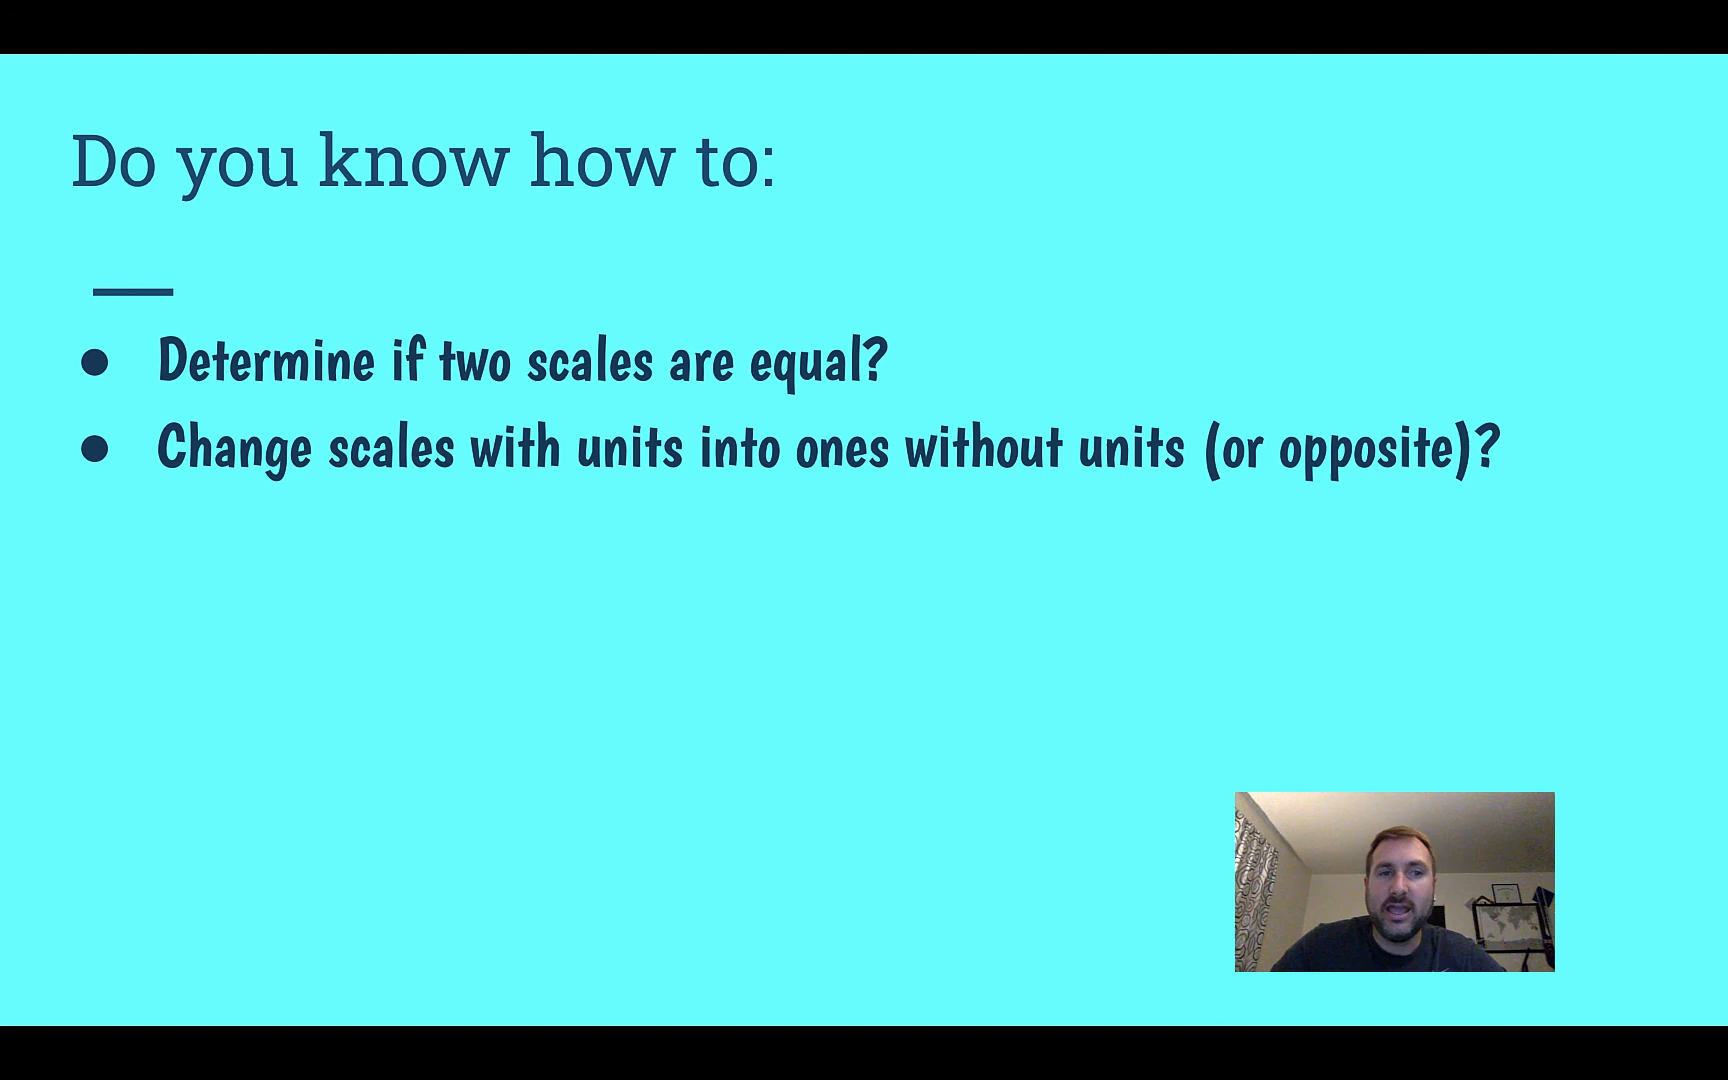 Do you know how to:
Determine if two scales are equal?
Change scales with units into ones without units (or opposite)?